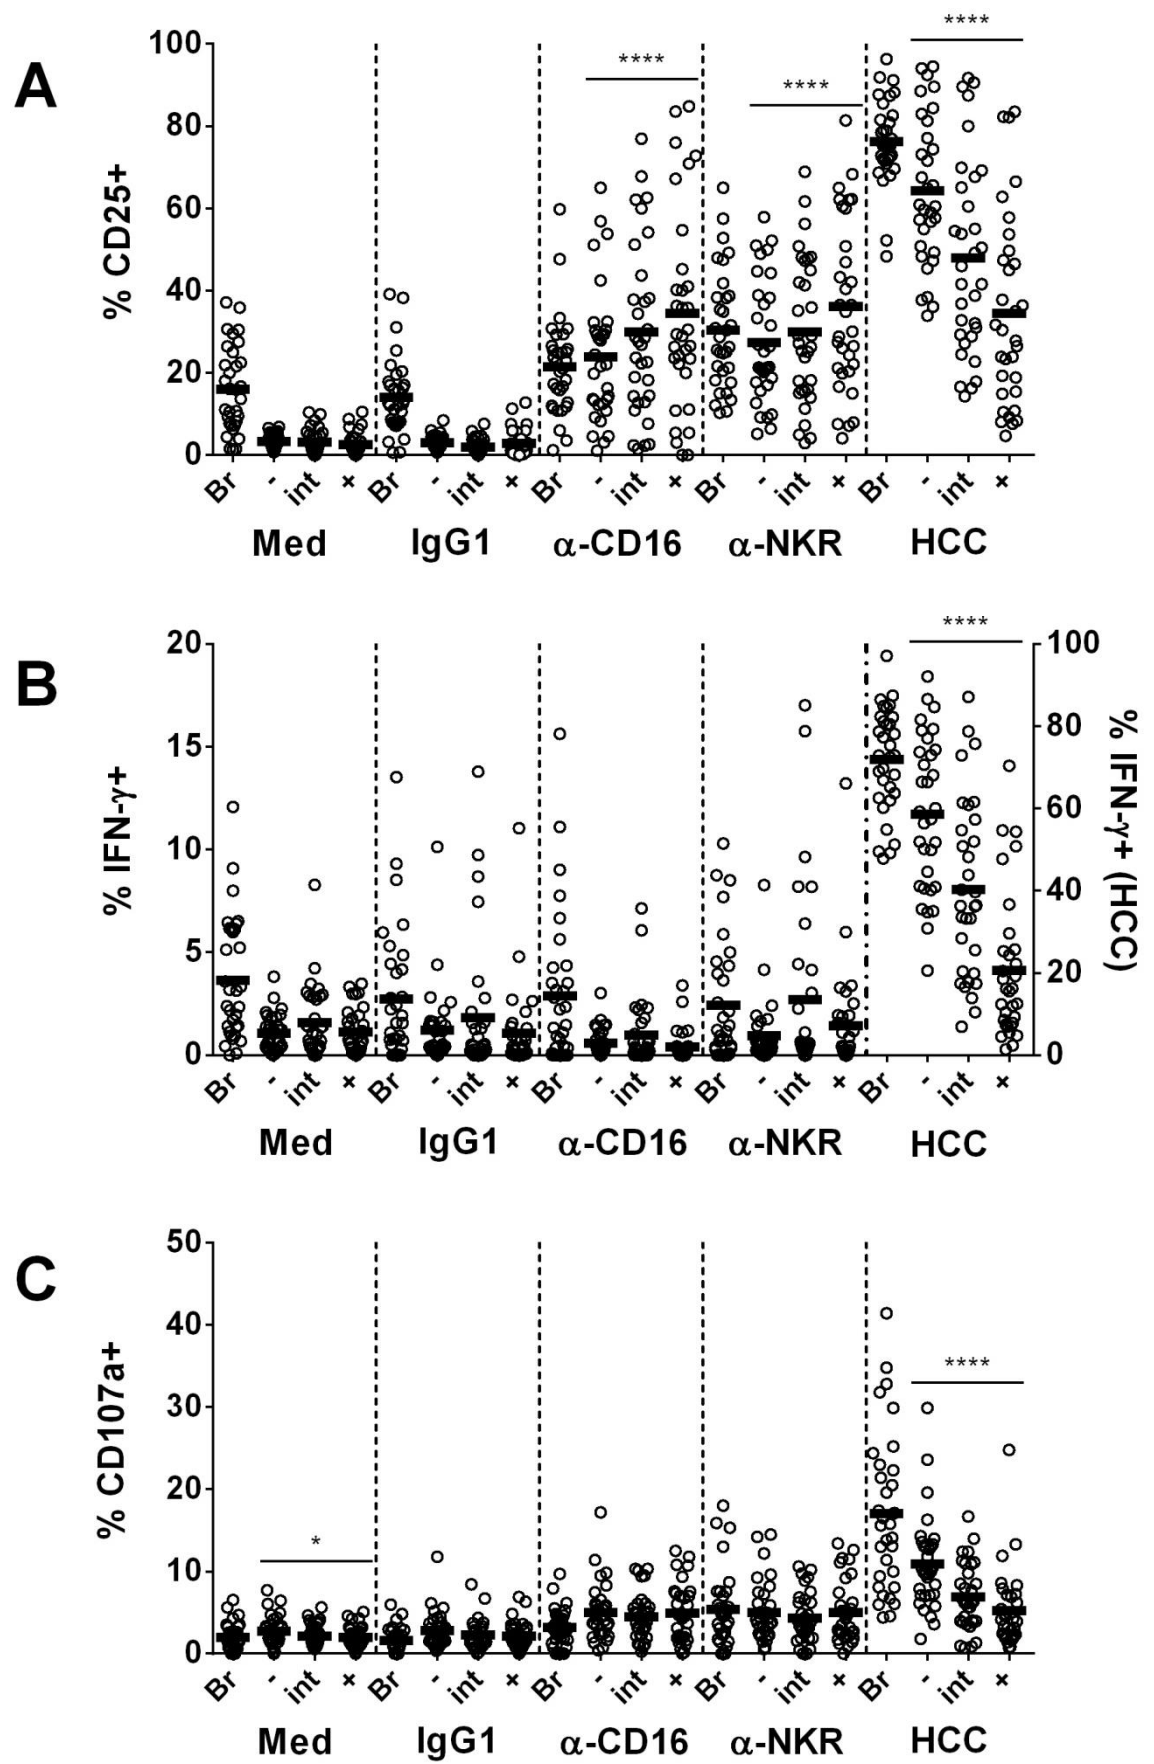 A
% CD25+
100
80
60
40
20
0
**** **** ****
Br - int + Br - int + Br - int + Br - int + Br - int +
Med IgG1 α-CD16 α-NKR HCC
B
% IFN-γ+
20
15
10
5
0
****
100
80
60
40
20
0
% IFN-γ+ (HCC)
Br - int + Br - int + Br - int + Br - int + Br - int +
Med IgG1 α-CD16 α-NKR HCC
C
% CD107a+
50
40
30
20
10
0
* ****
Br - int + Br - int + Br - int + Br - int + Br - int +
Med IgG1 α-CD16 α-NKR HCC